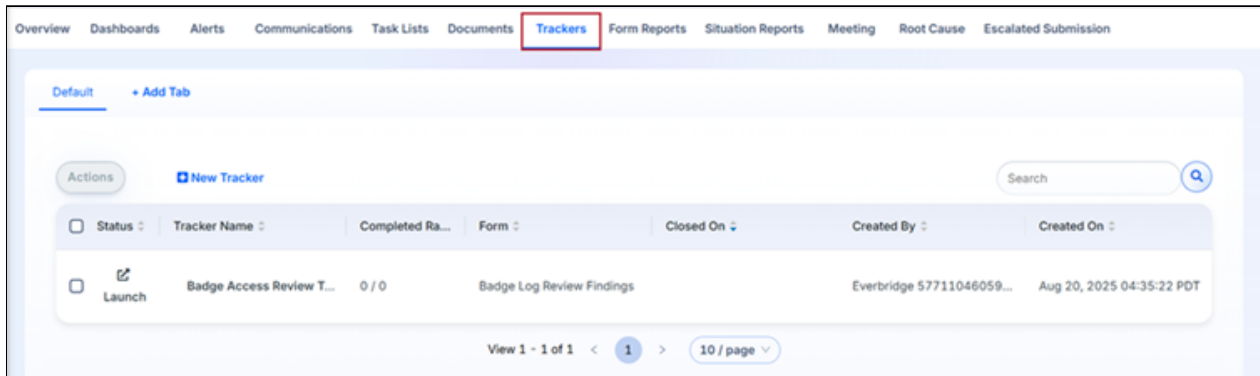 Overview Dashboards Alerts Communications Task Lists Documents Trackers Form Reports Situation Reports Meeting Root Cause Escalated Submission
Default + Add Tab
Actions New Tracker Search
Status Tracker Name Completed Ra... Form Closed On Created By Created On
Launch Badge Access Review T... 0 / 0 Badge Log Review Findings Everbridge 57711046059... Aug 20, 2025 04:35:22 PDT
View 1 - 1 of 1 < 1 > 10 / page